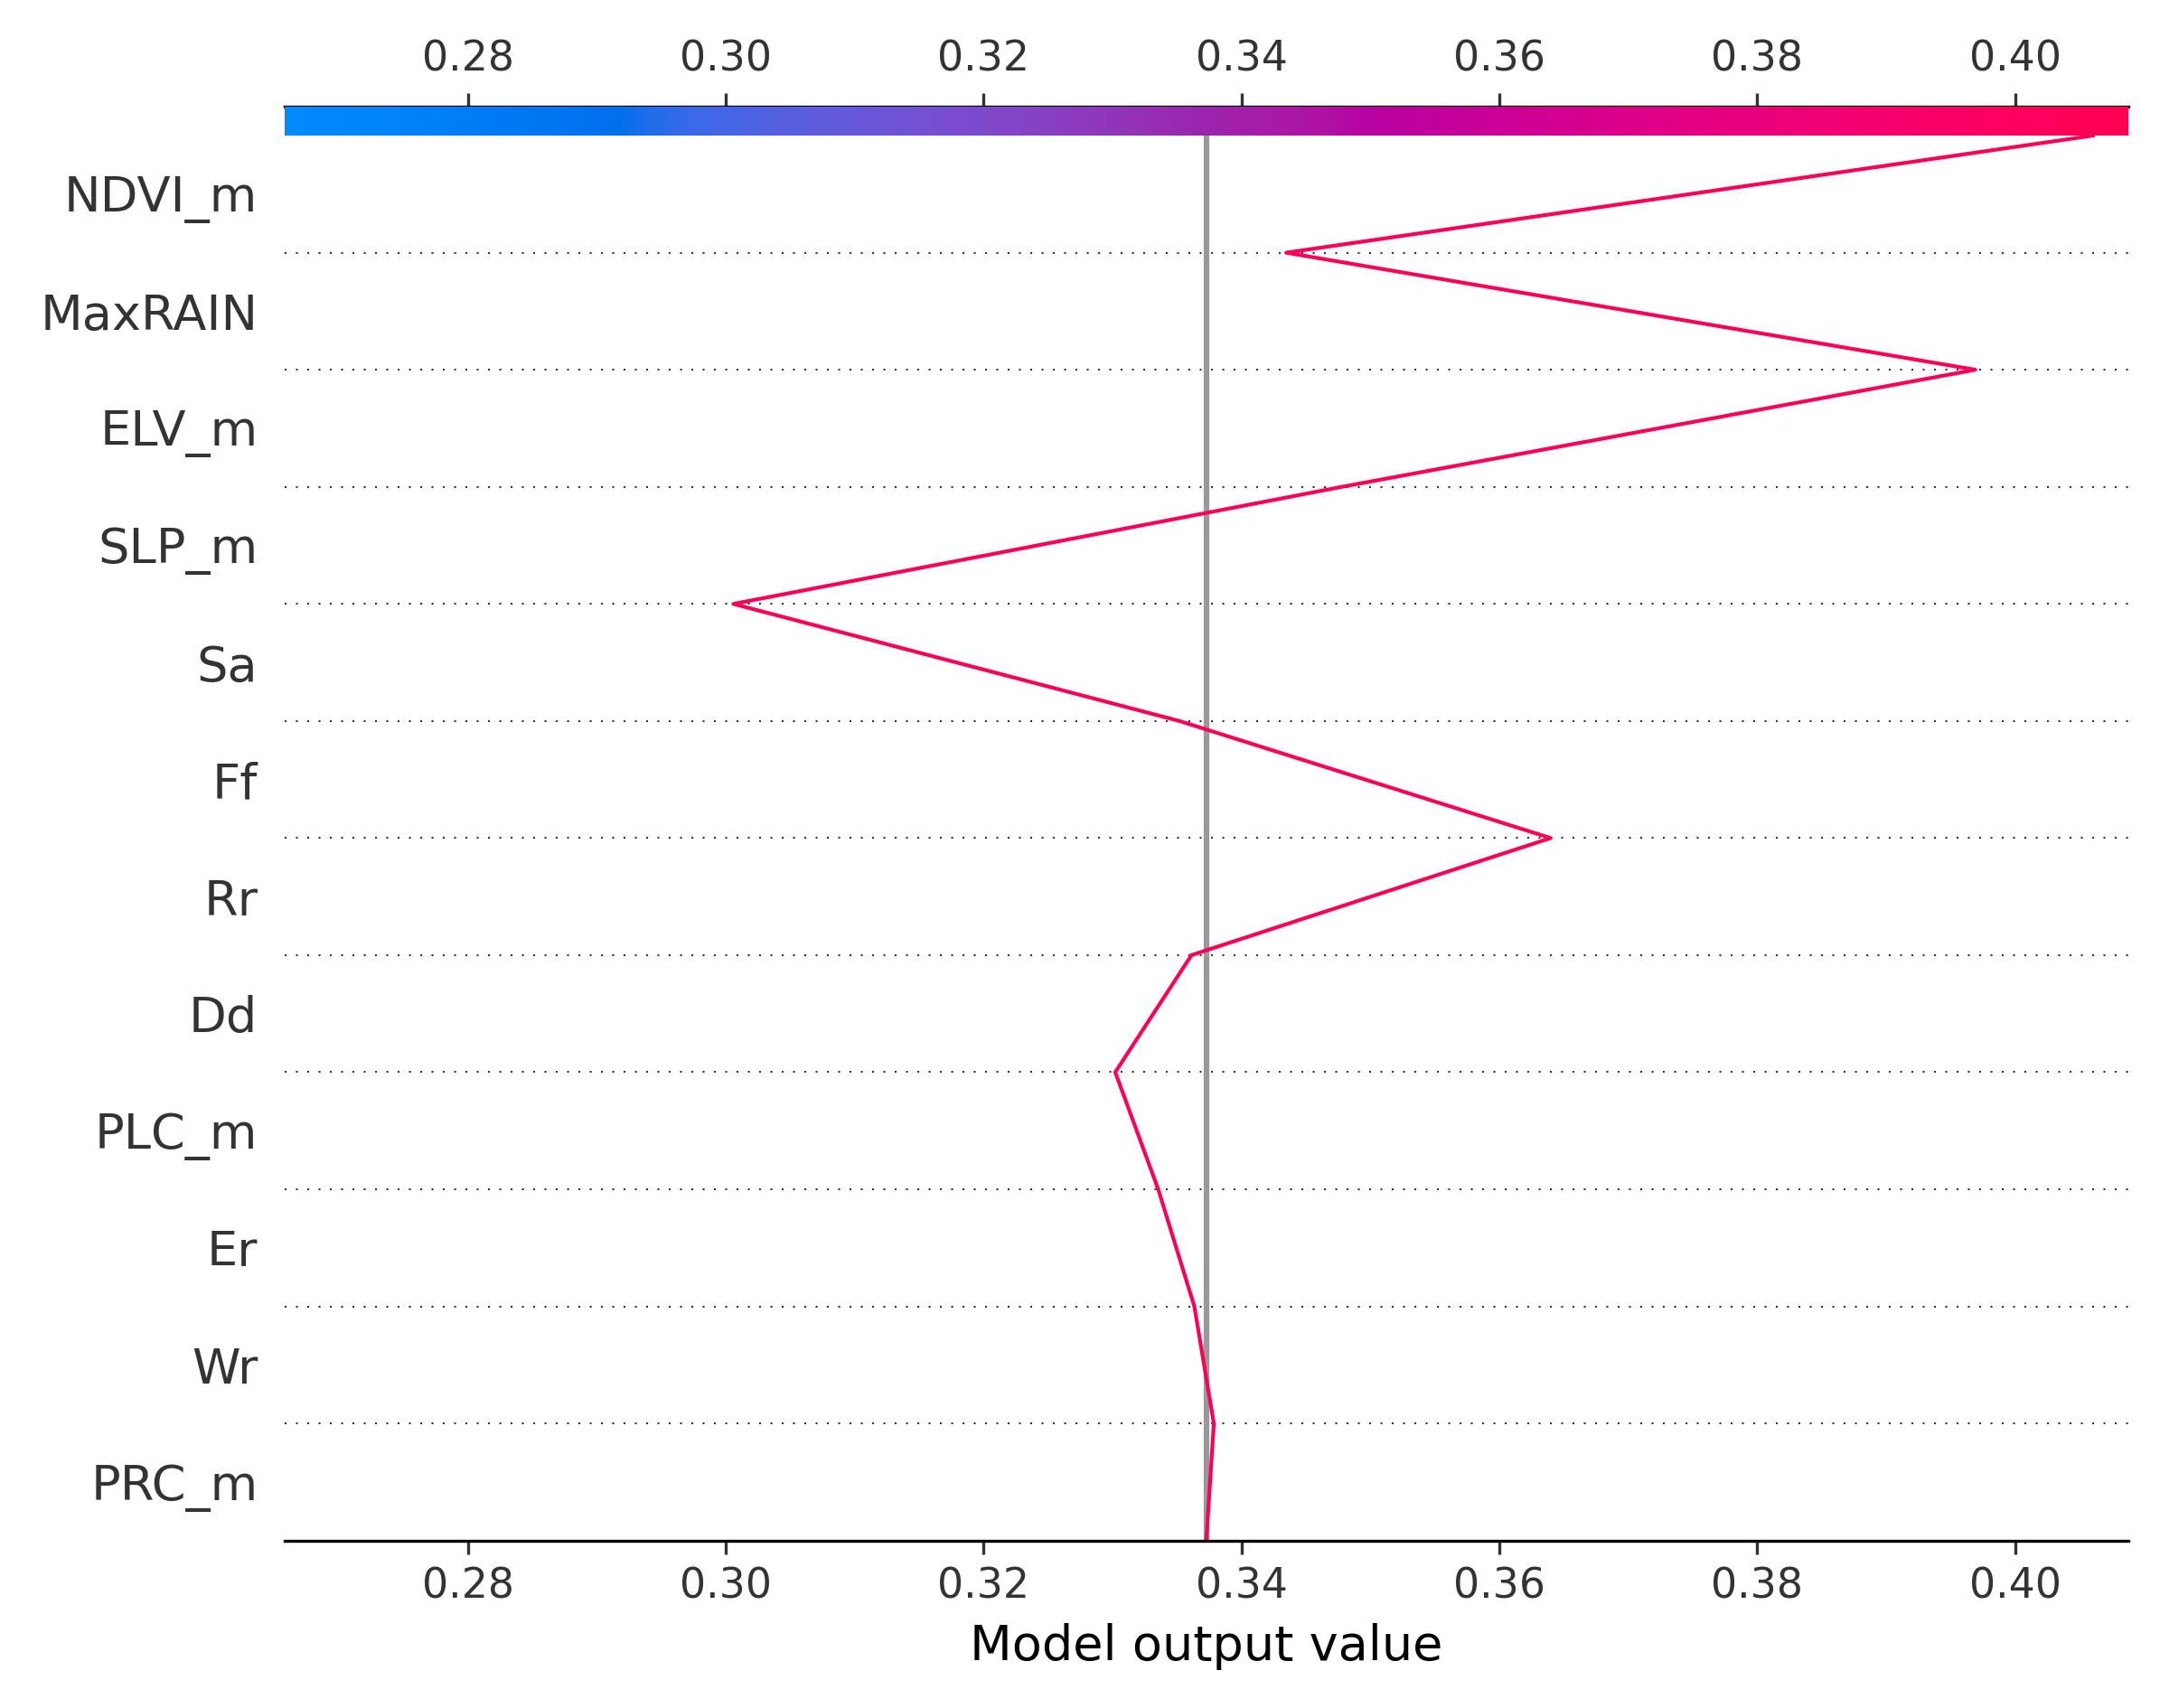 0.28 0.30 0.32 0.34 0.36 0.38 0.40
NDVI_m
MaxRAIN
ELV_m
SLP_m
Sa
Ff
Rr
Dd
PLC_m
Er
Wr
PRC_m
0.28 0.30 0.32 0.34 0.36 0.38 0.40
Model output value